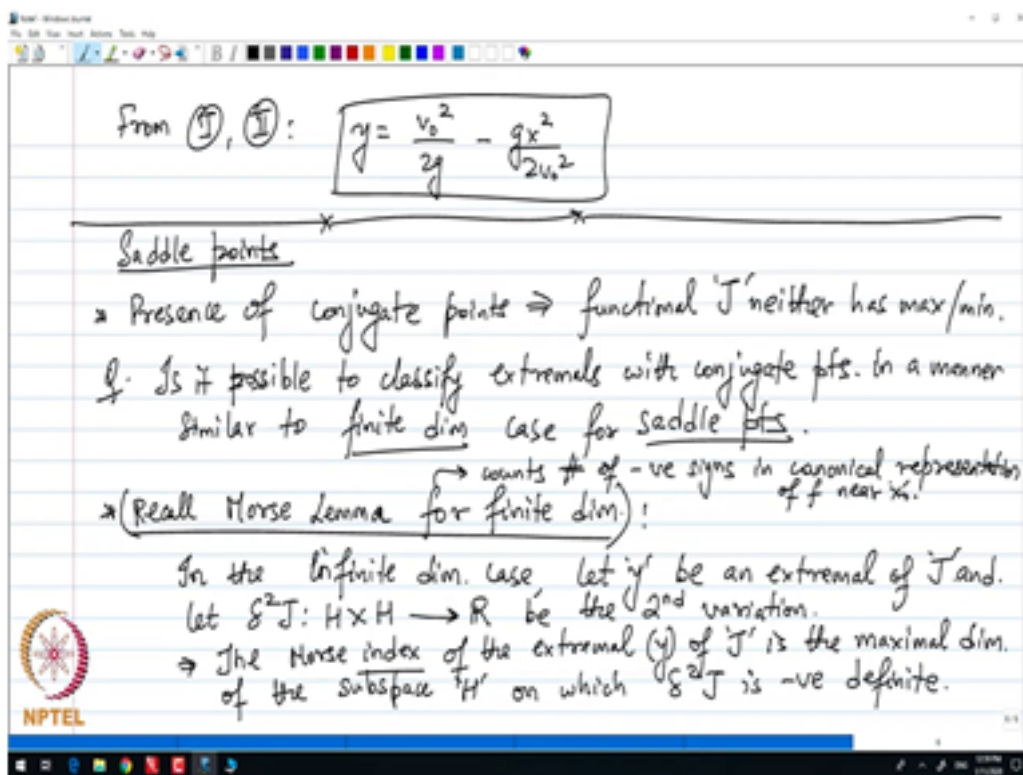 From Ⓘ, Ⓘ︎Ⓘ: y = v₀²/2g - gx²/2v₀²
Saddle points
* Presence of conjugate points ⇒ functional 'J' neither has max/min.
Q. Is it possible to classify extremals with conjugate pts. in a manner
similar to finite dim case for saddle pts.
→ counts # of -ve signs in canonical representation
of f near
* (Recall Morse Lemma for finite dim.) :
In the infinite dim. case let 'y' be an extremal of 'J' and.
let δ²J: H×H → R be the 2nd variation.
⇒ The Morse index of the extremal (y) of 'J' is the maximal dim.
of the subspace 'H' on which δ²J is -ve definite.
NPTEL